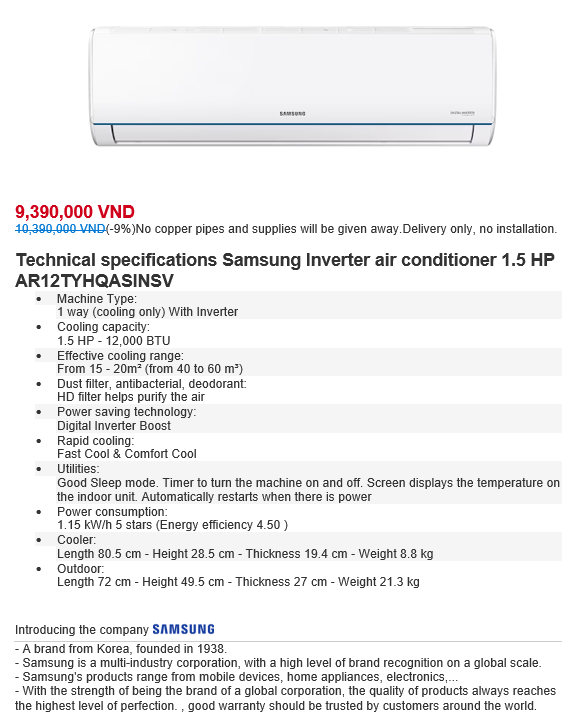 SAMSUNG
9,390,000 VND
10,390,000 VND(-9%)No copper pipes and supplies will be given away.Delivery only, no installation.
Technical specifications Samsung Inverter air conditioner 1.5 HP
AR12TYHQASINSV
• Machine Type:
1 way (cooling only) With Inverter
• Cooling capacity:
1.5 HP - 12,000 BTU
• Effective cooling range:
From 15 - 20m² (from 40 to 60 m³)
• Dust filter, antibacterial, deodorant:
HD filter helps purify the air
• Power saving technology:
Digital Inverter Boost
• Rapid cooling:
Fast Cool & Comfort Cool
• Utilities:
Good Sleep mode. Timer to turn the machine on and off. Screen displays the temperature on
the indoor unit. Automatically restarts when there is power
• Power consumption:
1.15 kW/h 5 stars (Energy efficiency 4.50 )
• Cooler:
Length 80.5 cm - Height 28.5 cm - Thickness 19.4 cm - Weight 8.8 kg
• Outdoor:
Length 72 cm - Height 49.5 cm - Thickness 27 cm - Weight 21.3 kg
Introducing the company SAMSUNG
- A brand from Korea, founded in 1938.
- Samsung is a multi-industry corporation, with a high level of brand recognition on a global scale.
- Samsung's products range from mobile devices, home appliances, electronics,...
- With the strength of being the brand of a global corporation, the quality of products always reaches
the highest level of perfection. , good warranty should be trusted by customers around the world.